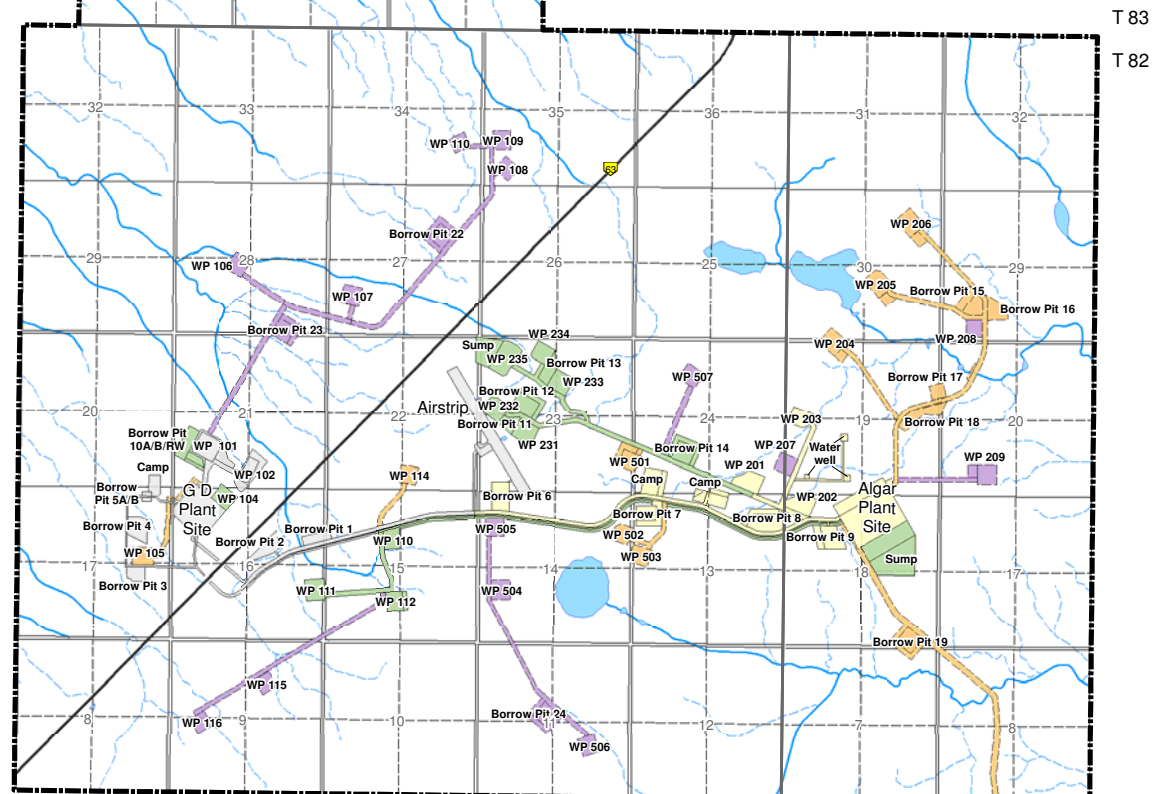 T 83
T 82
32
33
34
35
36
31
32
63
WP 110
WP 109
WP 108
WP 206
Borrow Pit 22
29
WP 106
28
27
26
25
30
29
WP 205
Borrow Pit 15
WP 107
Borrow Pit 16
Borrow Pit 23
WP 234
WP 208
WP 204
Sump
WP 235
Borrow Pit 13
WP 507
WP 233
Borrow Pit 17
Borrow Pit 12
Airstrip
WP 232
20
21
22
23
24
19
20
WP 203
Borrow Pit 11
Borrow Pit 18
Borrow Pit
10A/B/RW
WP 101
WP 231
Borrow Pit 14
WP 207
Water
well
Camp
WP 102
WP 114
WP 501
WP 201
WP 209
Borrow
Pit 5A/B
G D
Plant
Site
WP 104
Borrow Pit 6
Camp
Camp
WP 202
Algar
Plant
Site
Borrow Pit 4
Borrow Pit 1
WP 505
Borrow Pit 7
Borrow Pit 8
Borrow Pit 2
WP 110
WP 502
Borrow Pit 9
WP 105
WP 503
Sump
17
16
15
14
13
18
17
Borrow Pit 3
WP 111
WP 112
WP 504
Borrow Pit 19
WP 115
WP 116
Borrow Pit 24
8
9
10
11
12
7
8
WP 506